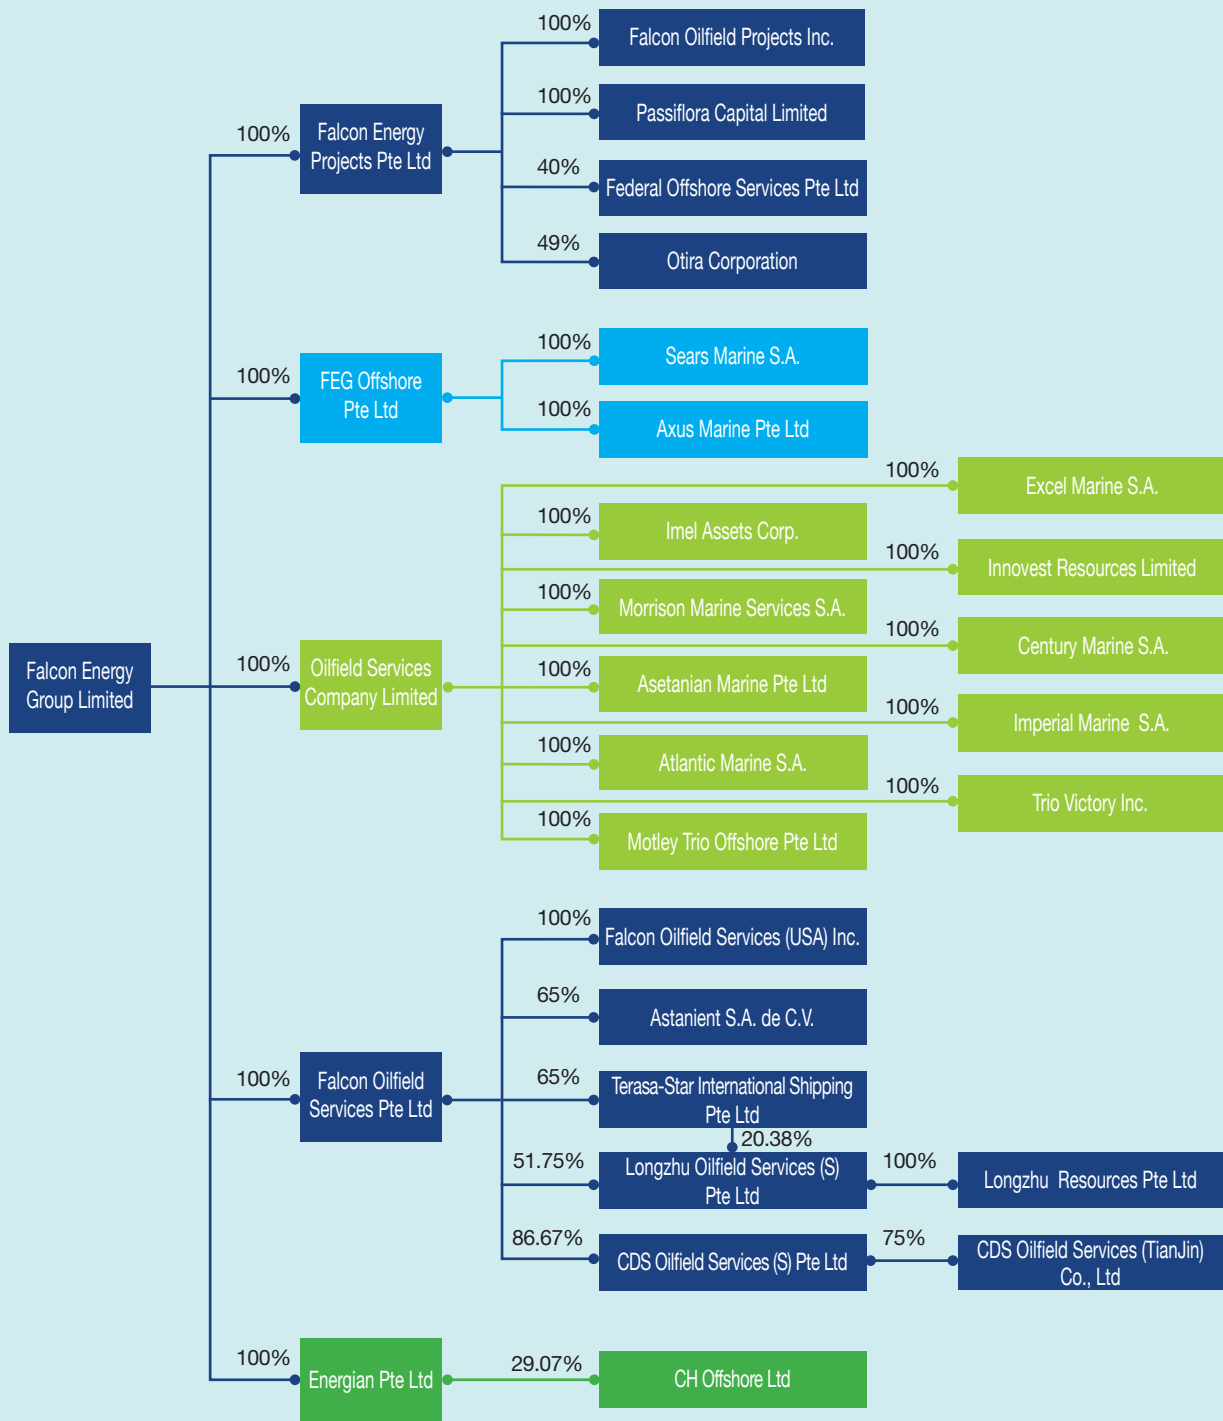 Falcon Energy
Group Limited
100%
Falcon Energy
Projects Pte Ltd
100%
Falcon Oilfield Projects Inc.
100%
Passiflora Capital Limited
40%
Federal Offshore Services Pte Ltd
49%
Otira Corporation
100%
FEG Offshore
Pte Ltd
100%
Sears Marine S.A.
100%
Axus Marine Pte Ltd
100%
Oilfield Services
Company Limited
100%
Excel Marine S.A.
100%
Imel Assets Corp.
100%
Innovest Resources Limited
100%
Morrison Marine Services S.A.
100%
Century Marine S.A.
100%
Asetanian Marine Pte Ltd
100%
Imperial Marine  S.A.
100%
Atlantic Marine S.A.
100%
Trio Victory Inc.
100%
Motley Trio Offshore Pte Ltd
100%
Falcon Oilfield
Services Pte Ltd
100%
Falcon Oilfield Services (USA) Inc.
65%
Astanient S.A. de C.V.
65%
Terasa-Star International Shipping
Pte Ltd
20.38%
51.75%
Longzhu Oilfield Services (S)
Pte Ltd
100%
Longzhu  Resources Pte Ltd
86.67%
CDS Oilfield Services (S) Pte Ltd
75%
CDS Oilfield Services (TianJin)
Co., Ltd
100%
Energian Pte Ltd
29.07%
CH Offshore Ltd